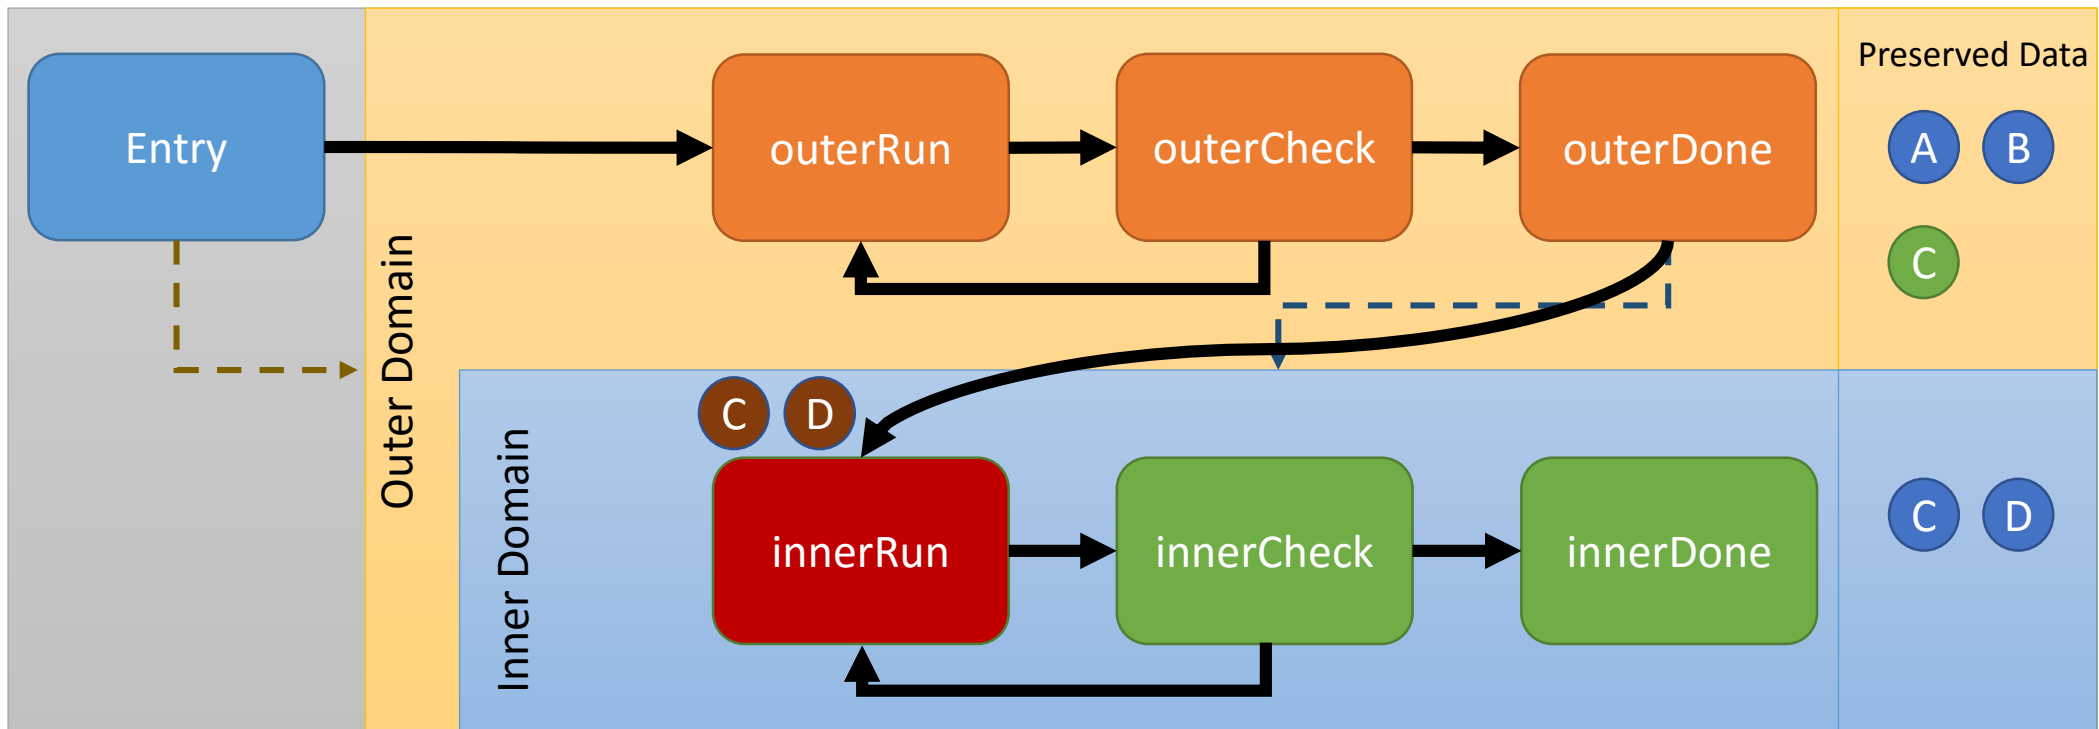 Preserved Data
Entry
outerRun
outerCheck
outerDone
A
B
C
Outer Domain
C
D
Inner Domain
innerRun
innerCheck
innerDone
C
D